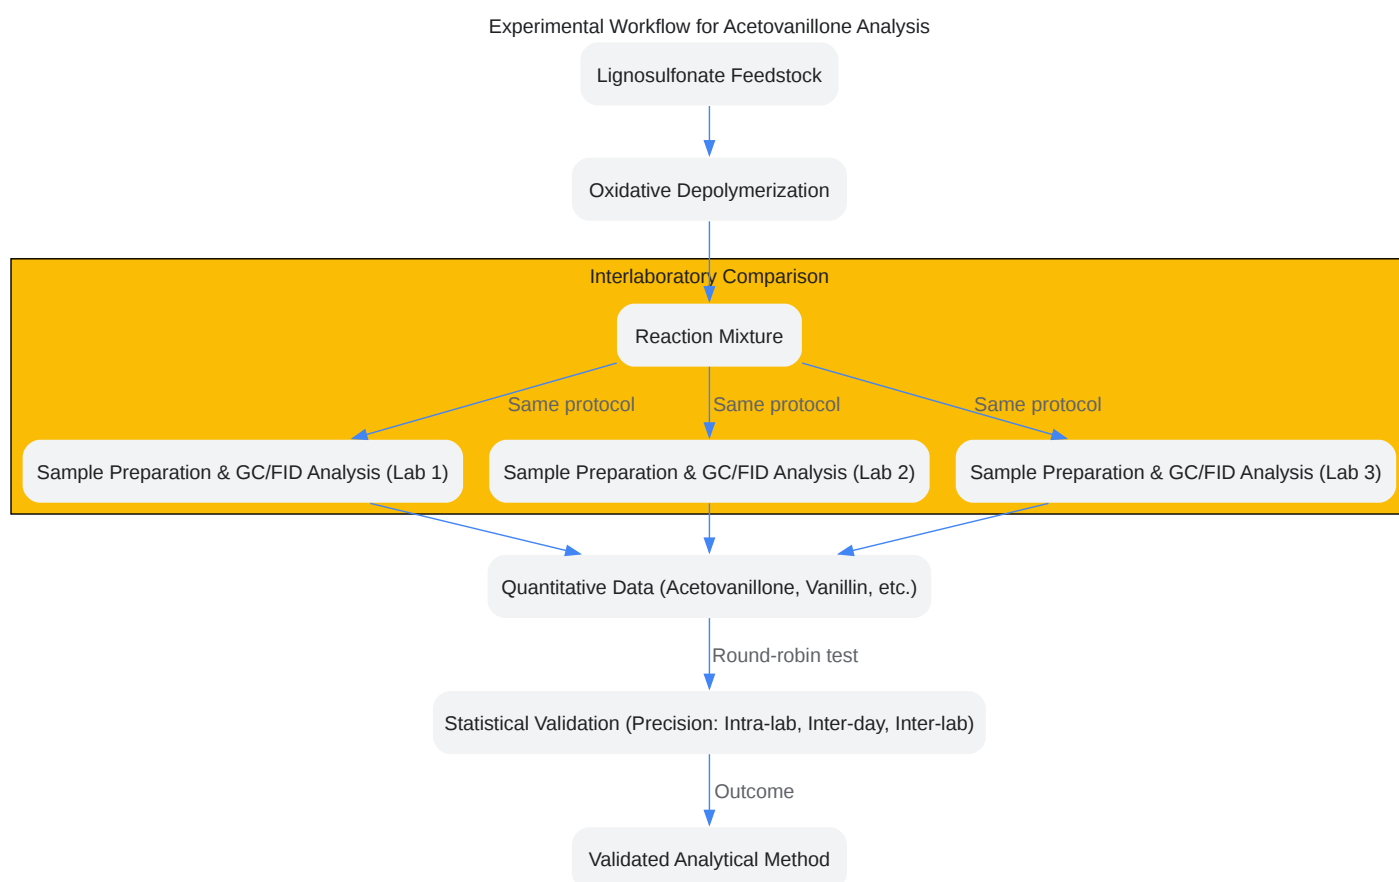 Experimental Workflow for Acetovanillone Analysis
Lignosulfonate Feedstock
Oxidative Depolymerization
Interlaboratory Comparison
Reaction Mixture
Same protocol
Same protocol
Same protocol
Sample Preparation & GC/FID Analysis (Lab 1)
Sample Preparation & GC/FID Analysis (Lab 2)
Sample Preparation & GC/FID Analysis (Lab 3)
Quantitative Data (Acetovanillone, Vanillin, etc.)
Round-robin test
Statistical Validation (Precision: Intra-lab, Inter-day, Inter-lab)
Outcome
Validated Analytical Method